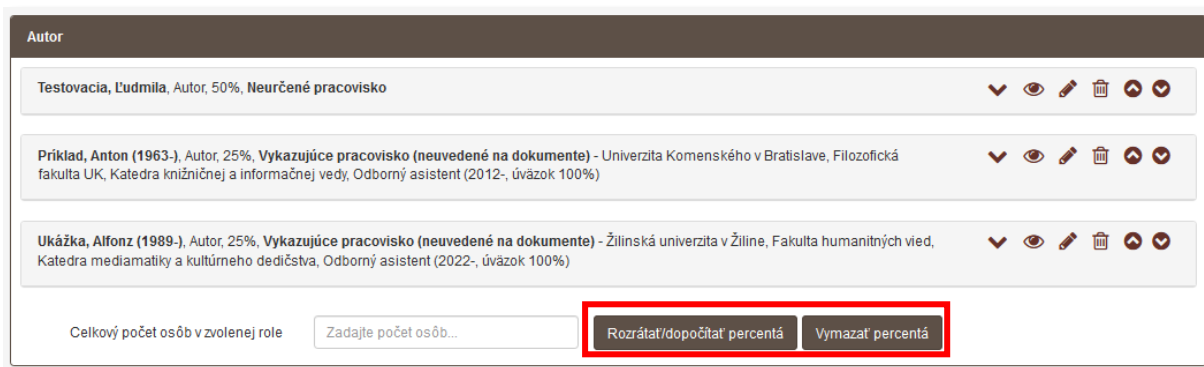 Autor
Testovacia, Ľudmila, Autor, 50%, Neurčené pracovisko
Príklad, Anton (1963-), Autor, 25%, Vykazujúce pracovisko (neuvedené na dokumente) - Univerzita Komenského v Bratislave, Filozofická
fakulta UK, Katedra knižničnej a informačnej vedy, Odborný asistent (2012-, úväzok 100%)
Ukážka, Alfonz (1989-), Autor, 25%, Vykazujúce pracovisko (neuvedené na dokumente) - Žilinská univerzita v Žiline, Fakulta humanitných vied,
Katedra mediamatiky a kultúrneho dedičstva, Odborný asistent (2022-, úväzok 100%)
Celkový počet osôb v zvolenej role Zadajte počet osôb... Rozrátať/dopočítať percentá Vymazať percentá